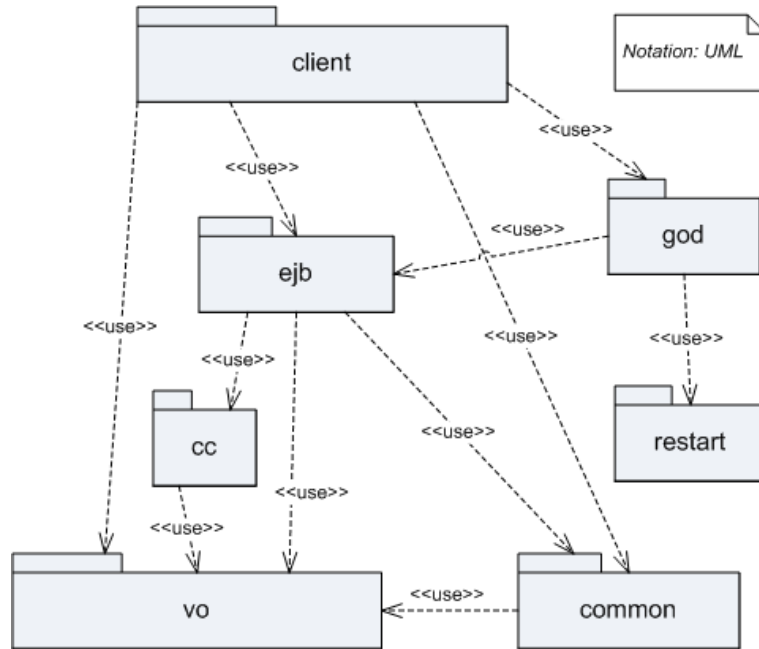 client
Notation: UML
<<use>>
<<use>>
god
<<use>>
ejb
<<use>>
<<use>>
<<use>>
<<use>>
<<use>>
cc
<<use>>
restart
<<use>>
<<use>>
<<use>>
vo
common